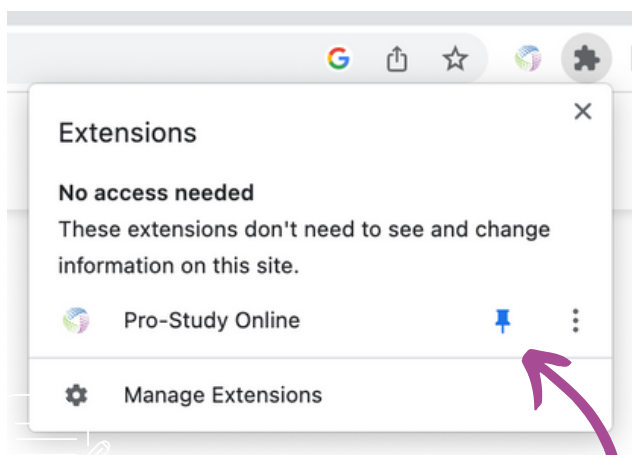 Extensions
No access needed
These extensions don't need to see and change
information on this site.
Pro-Study Online
Manage Extensions